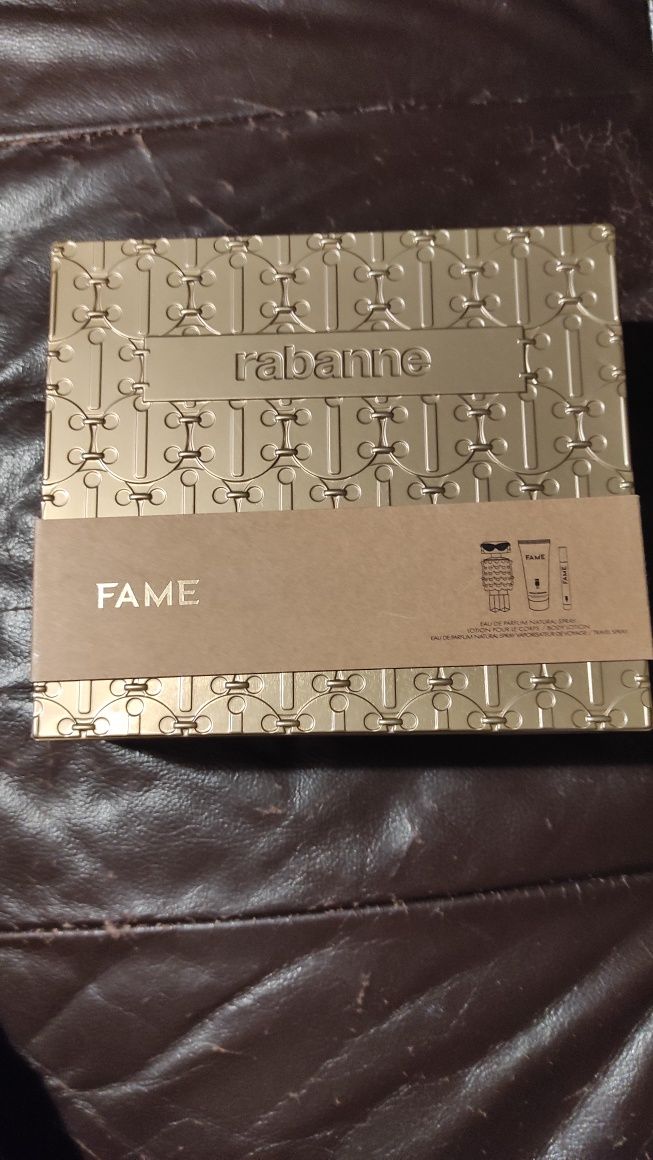 rabanne
FAME
FAME
FAME
EAU DE PARFUM NATURAL SPRAY
LOTION POUR LE CORPS / BODY LOTION
EAU DE PARFUM NATURAL SPRAY VAPORISATEUR DE VOYAGE / TRAVEL SPRAY